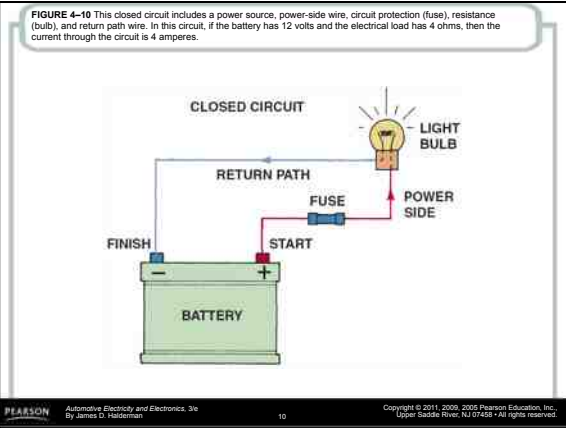 FIGURE 4–10 This closed circuit includes a power source, power-side wire, circuit protection (fuse), resistance
(bulb), and return path wire. In this circuit, if the battery has 12 volts and the electrical load has 4 ohms, then the
current through the circuit is 4 amperes.
CLOSED CIRCUIT
LIGHT
BULB
RETURN PATH
FUSE
POWER
SIDE
FINISH
START
– +
BATTERY
PEARSON
Automotive Electricity and Electronics, 3/e
By James D. Halderman
10
Copyright © 2011, 2009, 2005 Pearson Education, Inc.,
Upper Saddle River, NJ 07458 • All rights reserved.